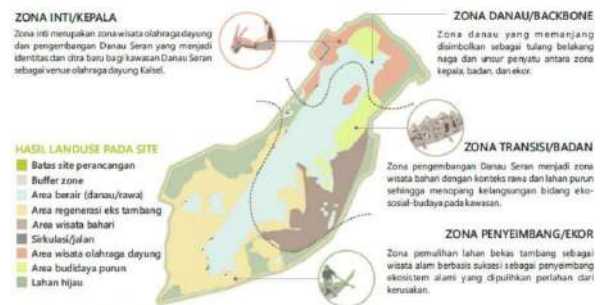 ZONA INTI/KEPALA
Zona inti merupakan zona wisata olahraga dayung
dan pengembangan Danau Seran yang menjadi
identitas dan citra baru bagi kawasan Danau Seran
sebagai venue olahraga dayung Kalsel.
ZONA DANAU/BACKBONE
Zona danau yang memanjang
disimbolkan sebagai tulang belakang
naga dan unsur penyatu antara zona
kepala, badan, dan ekor.
HASIL LANDUSE PADA SITE
Batas site perancangan
Buffer zone
Area berair (danau/rawa)
Area regenerasi eks tambang
Area wisata bahari
Sirkulasi/jalan
Area wisata olahraga dayung
Area budidaya purun
Lahan hijau
ZONA TRANSISI/BADAN
Zona pengembangan Danau Seran menjadi zona
wisata bahari dengan konteks rawa dan lahan purun
sehingga menopang kelangsungan bidang eko-
sosial-budaya pada kawasan.
ZONA PENYEIMBANG/EKOR
Zona pemulihan lahan bekas tambang sebagai
wisata alam berbasis suksesi sebagai penyeimbang
ekosistem alami yang dipulihkan perlahan dari
kerusakan.